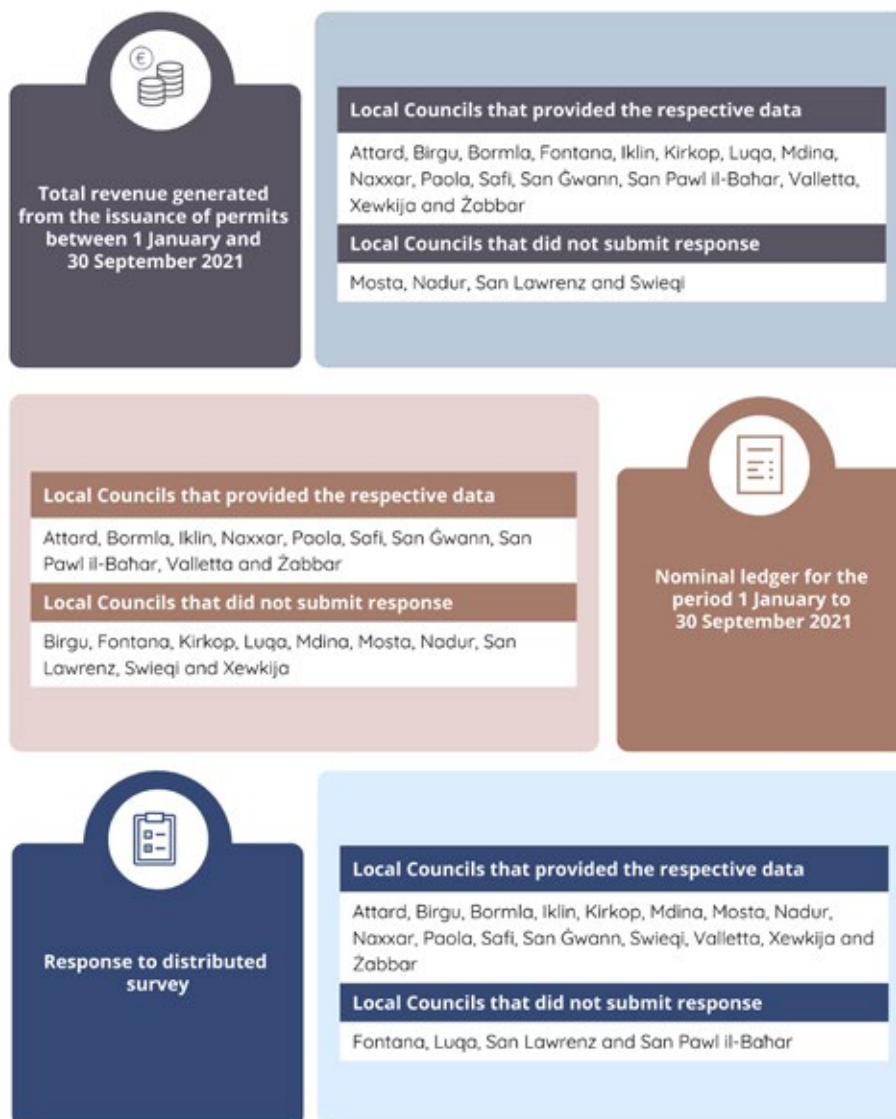 €
Total revenue generated
from the issuance of permits
between 1 January and
30 September 2021
Local Councils that provided the respective data
Attard, Birgu, Bormla, Fontana, Iklin, Kirkop, Luqa, Mdina,
Naxxar, Paola, Safi, San Ġwann, San Pawl il-Baħar, Valletta,
Xewkija and Żabbar
Local Councils that did not submit response
Mosta, Nadur, San Lawrenz and Swieqi
Local Councils that provided the respective data
Attard, Bormla, Iklin, Naxxar, Paola, Safi, San Ġwann, San
Pawl il-Baħar, Valletta and Żabbar
Local Councils that did not submit response
Birgu, Fontana, Kirkop, Luqa, Mdina, Mosta, Nadur, San
Lawrenz, Swieqi and Xewkija
Nominal ledger for the
period 1 January to
30 September 2021
Response to distributed
survey
Local Councils that provided the respective data
Attard, Birgu, Bormla, Iklin, Kirkop, Mdina, Mosta, Nadur,
Naxxar, Paola, Safi, San Ġwann, Swieqi, Valletta, Xewkija and
Żabbar
Local Councils that did not submit response
Fontana, Luqa, San Lawrenz and San Pawl il-Baħar